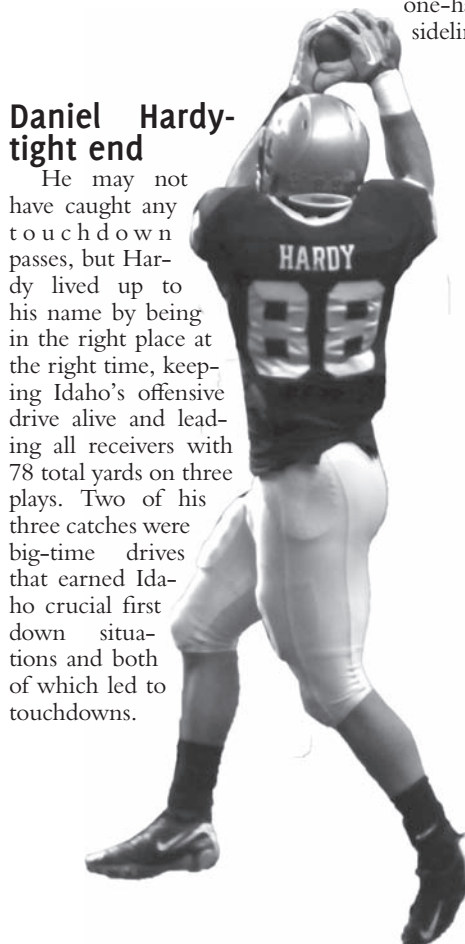 one-ha
sidelin
Daniel Hardy-
tight end
He may not
have caught any
touchdown
passes, but Har-
dy lived up to
his name by being
in the right place at
the right time, keep-
ing Idaho's offensive
drive alive and lead-
ing all receivers with
78 total yards on three
plays. Two of his
three catches were
big-time drives
that earned Ida-
ho crucial first
down situa-
tions and both
of which led to
touchdowns.
HARDY
88